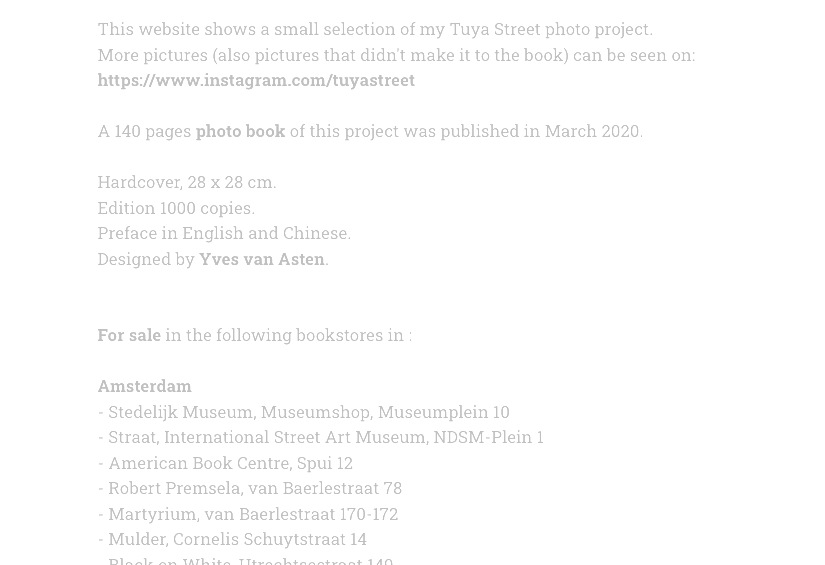 This website shows a small selection of my Tuya Street photo project.
More pictures (also pictures that didn't make it to the book) can be seen on:
https://www.instagram.com/tuyastreet
A 140 pages photo book of this project was published in March 2020.
Hardcover, 28 x 28 cm.
Edition 1000 copies.
Preface in English and Chinese.
Designed by Yves van Asten.
For sale in the following bookstores in :
Amsterdam
- Stedelijk Museum, Museumshop, Museumplein 10
- Straat, International Street Art Museum, NDSM-Plein 1
- American Book Centre, Spui 12
- Robert Premsela, van Baerlestraat 78
- Martyrium, van Baerlestraat 170-172
- Mulder, Cornelis Schuytstraat 14
- Black on White, Utrechtsestraat 149